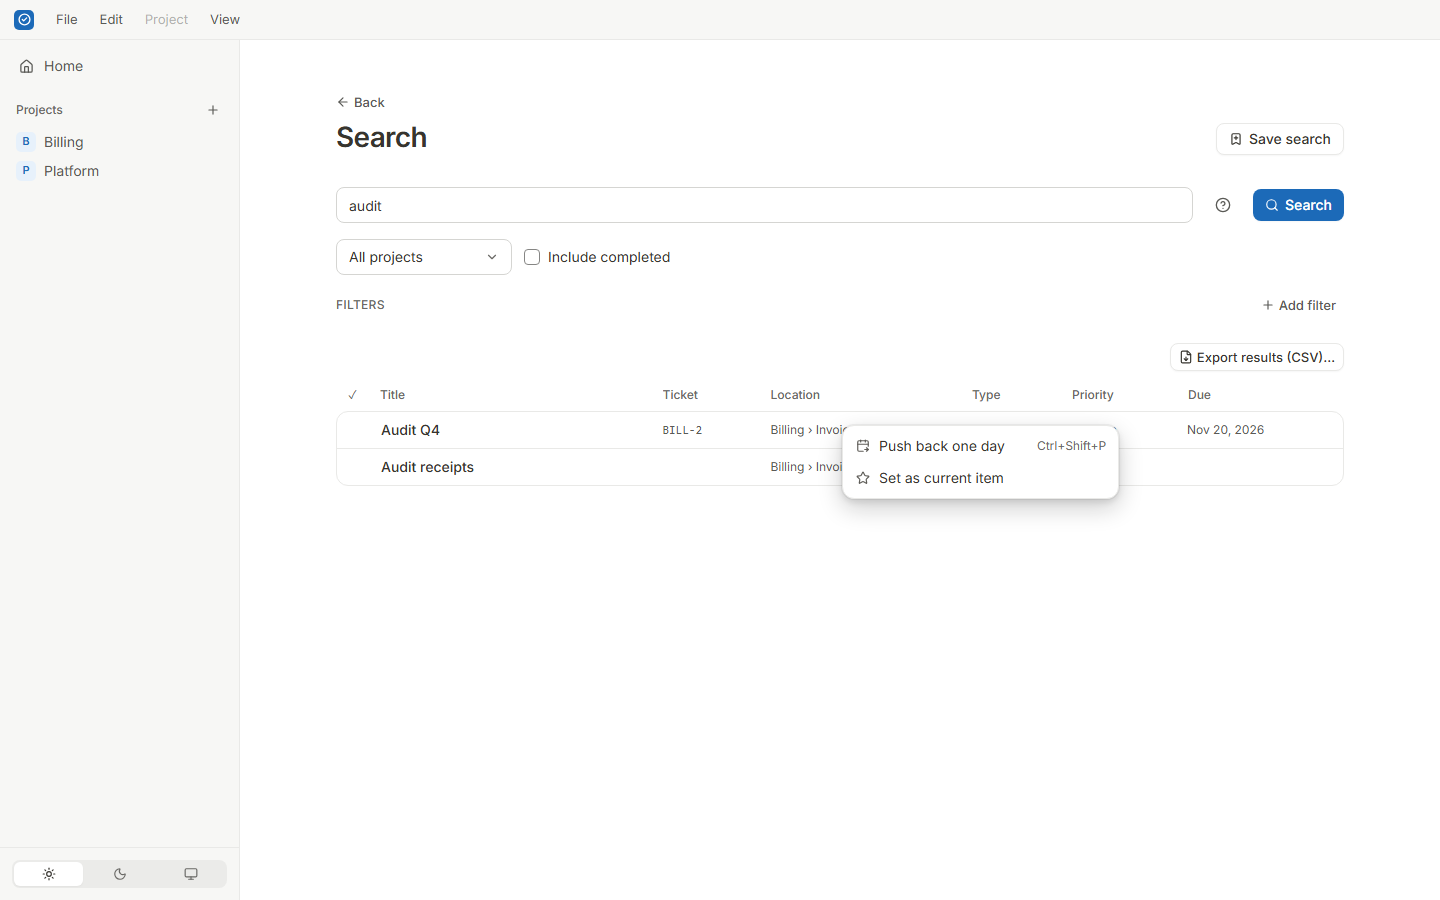 File Edit Project View
Home
Projects
B Billing
P Platform
Back
Search
Save search
audit
Search
All projects
Include completed
FILTERS
Add filter
Export results (CSV)...
Title Ticket Location Type Priority Due
Audit Q4 BILL-2 Billing › Nov 20, 2026
Audit receipts Billing ›
Push back one day Ctrl+Shift+P
Set as current item